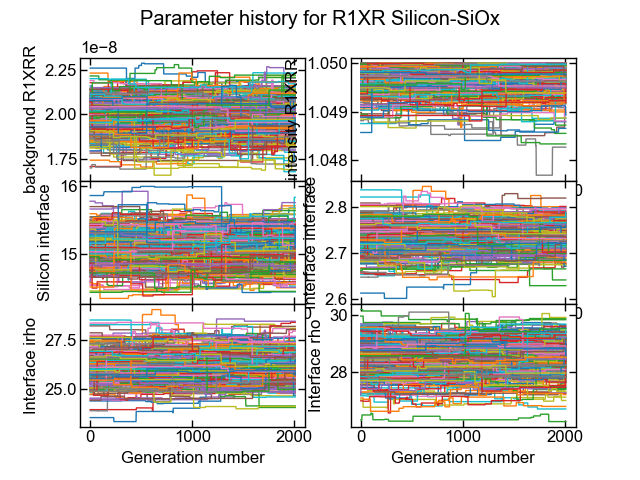 Parameter history for R1XR Silicon-SiOx
1e−8
2.25
2.00
1.75
background R1XRR
1.050
1.049
1.048
intensity R1XRR
16
15
Silicon interface
2.8
2.7
2.6
Interface interface
0
27.5
25.0
Interface irho
30
28
Interface rho
0
0
1000
2000
Generation number
0
1000
2000
Generation number